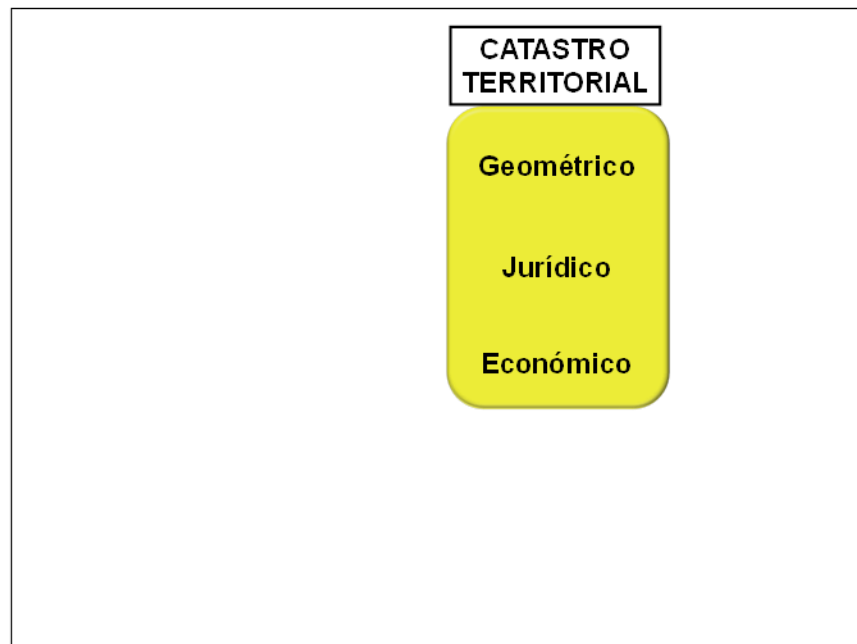 CATASTRO
TERRITORIAL
Geométrico
Jurídico
Económico